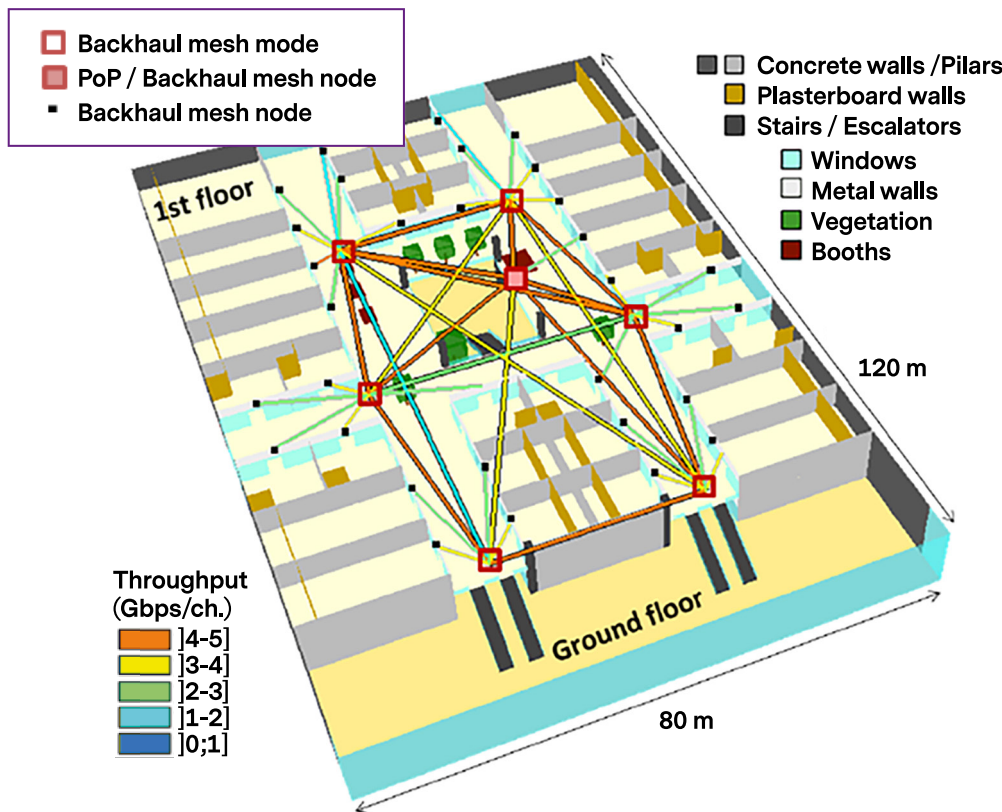 Backhaul mesh mode
PoP / Backhaul mesh node
Backhaul mesh node
Concrete walls /Pilars
Plasterboard walls
Stairs / Escalators
Windows
Metal walls
Vegetation
Booths
1st floor
120 m
Throughput
(Gbps/ch.)
]4-5]
]3-4]
]2-3]
]1-2]
]0;1]
Ground floor
80 m